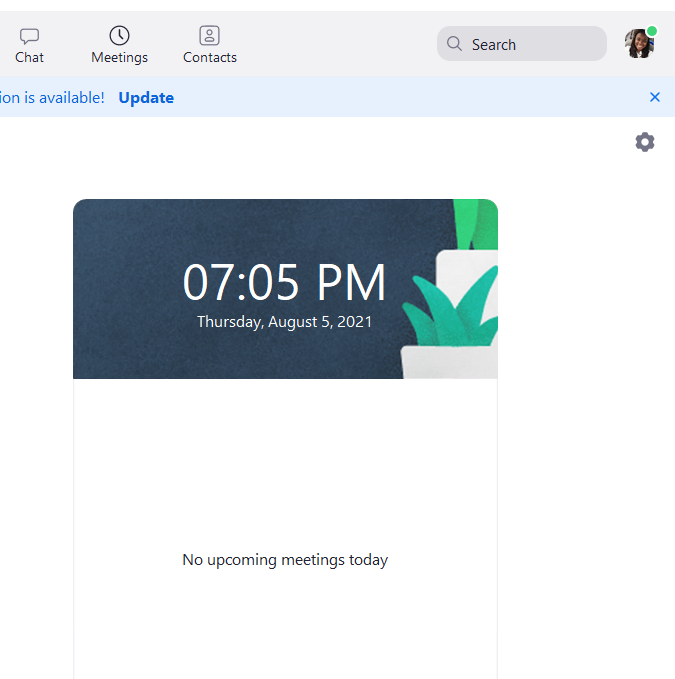 Chat Meetings Contacts Search
ion is available! Update
07:05 PM
Thursday, August 5, 2021
No upcoming meetings today